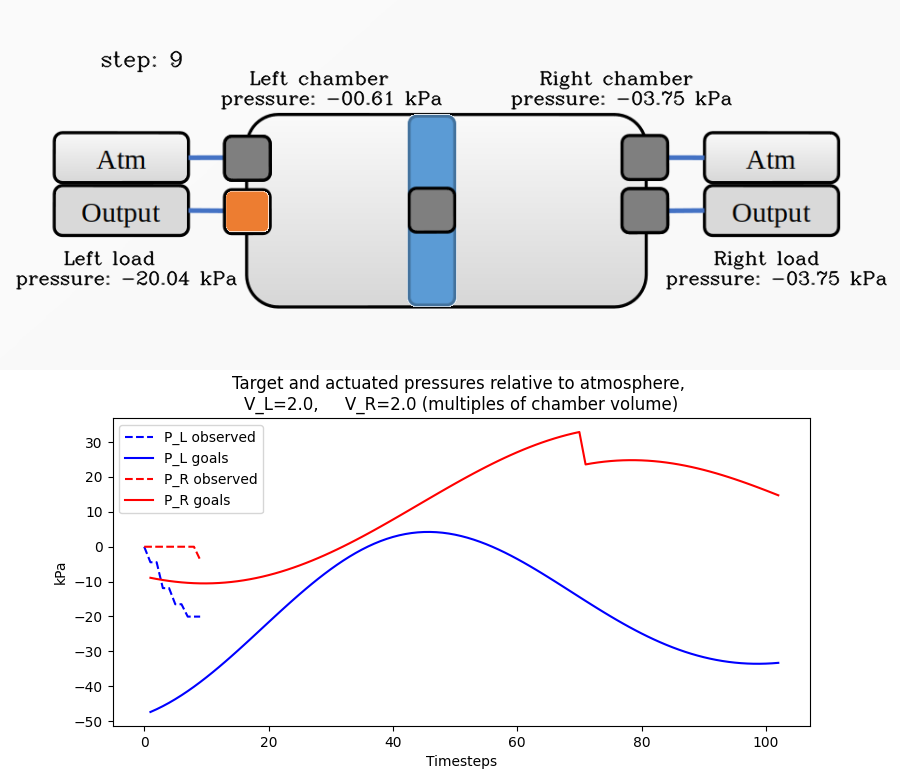 step: 9
Left chamber
pressure: −00.61 kPa
Right chamber
pressure: −03.75 kPa
Atm
Output
Atm
Output
Left load
pressure: −20.04 kPa
Right load
pressure: −03.75 kPa
Target and actuated pressures relative to atmosphere,
V_L=2.0, V_R=2.0 (multiples of chamber volume)
P_L observed
P_L goals
P_R observed
P_R goals
kPa
30
20
10
0
−10
−20
−30
−40
−50
0 20 40 60 80 100
Timesteps